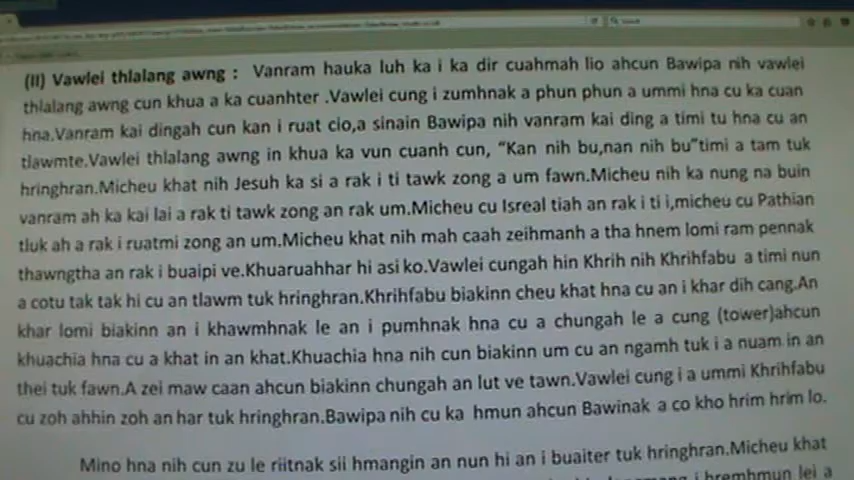 (II) Vawlei thlalang awng : Vanram hauka luh ka i ka dir cuahmah lio ahcun Bawipa nih vawlei
thlalang awng cun khua a ka cuanhter .Vawlei cung i zumhnak a phun phun a ummi hna cu ka cuan
hna.Vanram kai dingah cun kan i ruat cio,a sinain Bawipa nih vanram kai ding a timi tu hna cu an
tlawmte.Vawlei thlalang awng in khua ka vun cuanh cun, “Kan nih bu,nan nih bu”timi a tam tuk
hringhran.Micheu khat nih Jesuh ka si a rak i ti tawk zong a um fawn.Micheu nih ka nung na buin
vanram ah ka kai lai a rak ti tawk zong an rak um.Micheu cu Isreal tiah an rak i ti i,micheu cu Pathian
tluk ah a rak i ruatmi zong an um.Micheu khat nih mah caah zeihmanh a tha hnem lomi ram pennak
thawngtha an rak i buaipi ve.Khuaruahhar hi asi ko.Vawlei cungah hin Khrih nih Khrihfabu a timi nun
a cotu tak tak hi cu an tlawm tuk hringhran.Khrihfabu biakinn cheu khat hna cu an i khar dih cang.An
khar lomi biakinn an i khawmhnak le an i pumhnak hna cu a chungah le a cung (tower)ahcun
khuachia hna cu a khat in an khat.Khuachia hna nih cun biakinn um cu an ngamh tuk i a nuam in an
thei tuk fawn.A zei maw caan ahcun biakinn chungah an lut ve tawn.Vawlei cung i a ummi Khrihfabu
cu zoh ahhin zoh an har tuk hringhran.Bawipa nih cu ka hmun ahcun Bawinak a co kho hrim hrim lo.
Mino hna nih cun zu le riitnak sii hmangin an nun hi an i buaiter tuk hringhran.Micheu khat
i hremhmun lei a